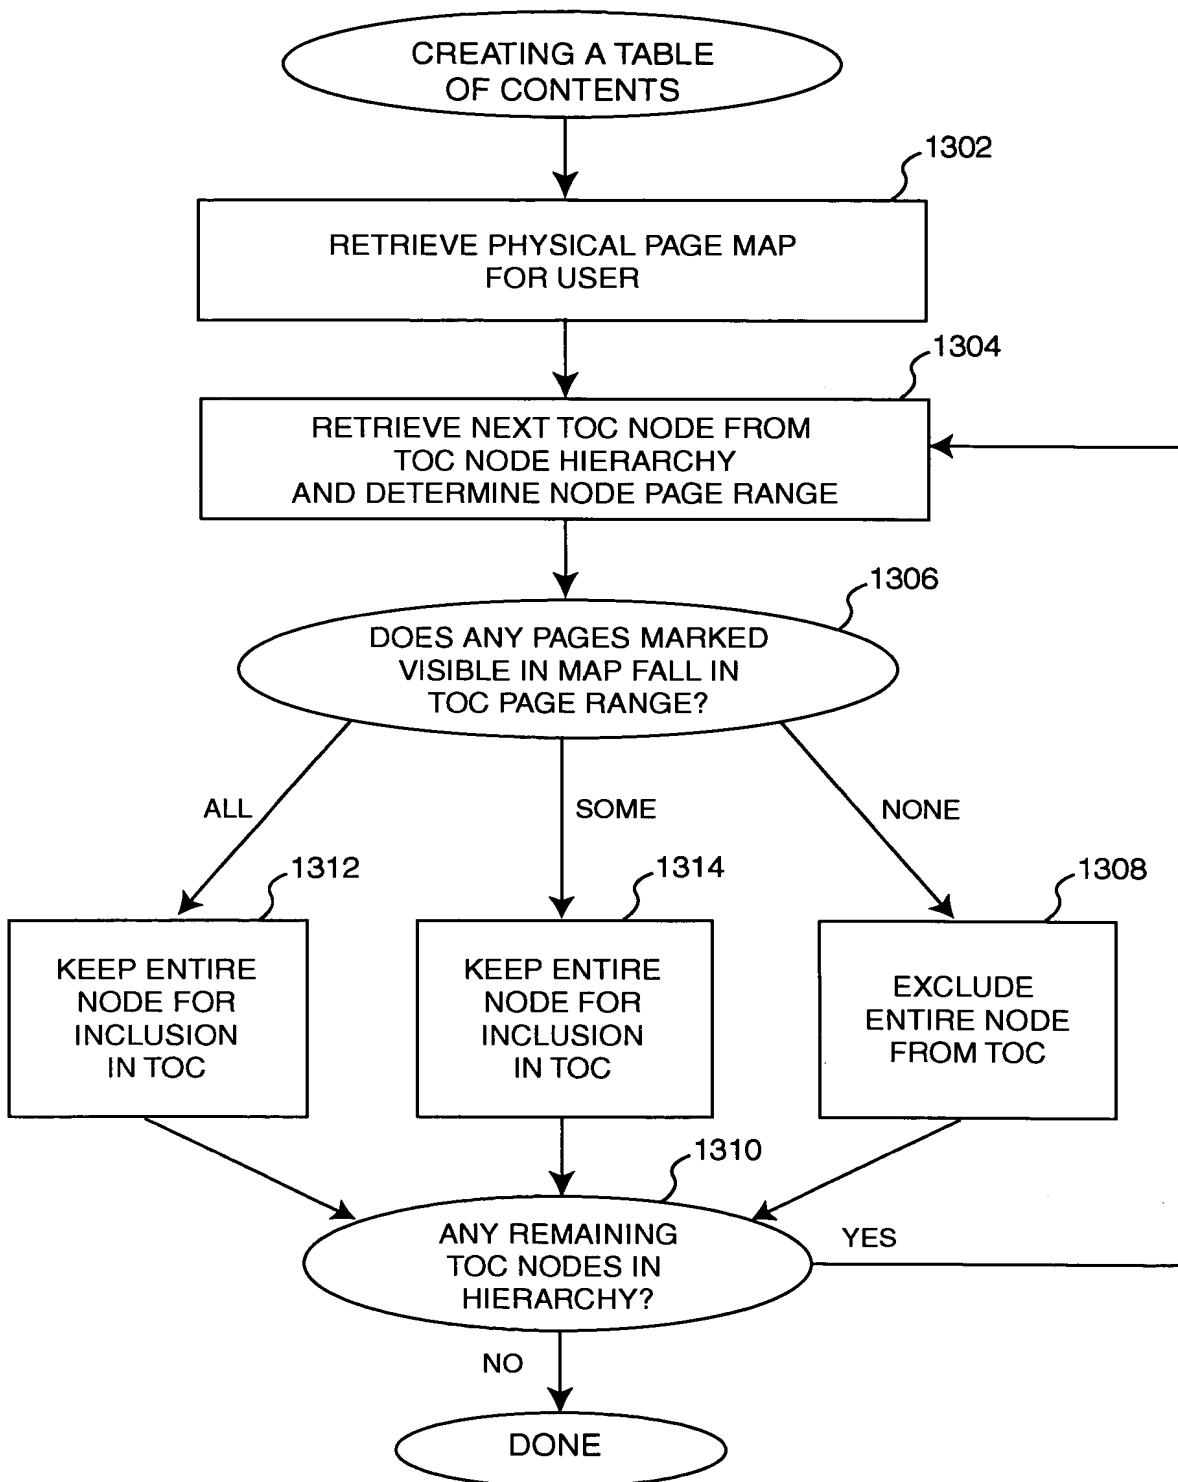 CREATING A TABLE
OF CONTENTS
1302
RETRIEVE PHYSICAL PAGE MAP
FOR USER
1304
RETRIEVE NEXT TOC NODE FROM
TOC NODE HIERARCHY
AND DETERMINE NODE PAGE RANGE
1306
DOES ANY PAGES MARKED
VISIBLE IN MAP FALL IN
TOC PAGE RANGE?
ALL
SOME
NONE
1312
1314
1308
KEEP ENTIRE
NODE FOR
INCLUSION
IN TOC
KEEP ENTIRE
NODE FOR
INCLUSION
IN TOC
EXCLUDE
ENTIRE NODE
FROM TOC
1310
ANY REMAINING
TOC NODES IN
HIERARCHY?
YES
NO
DONE